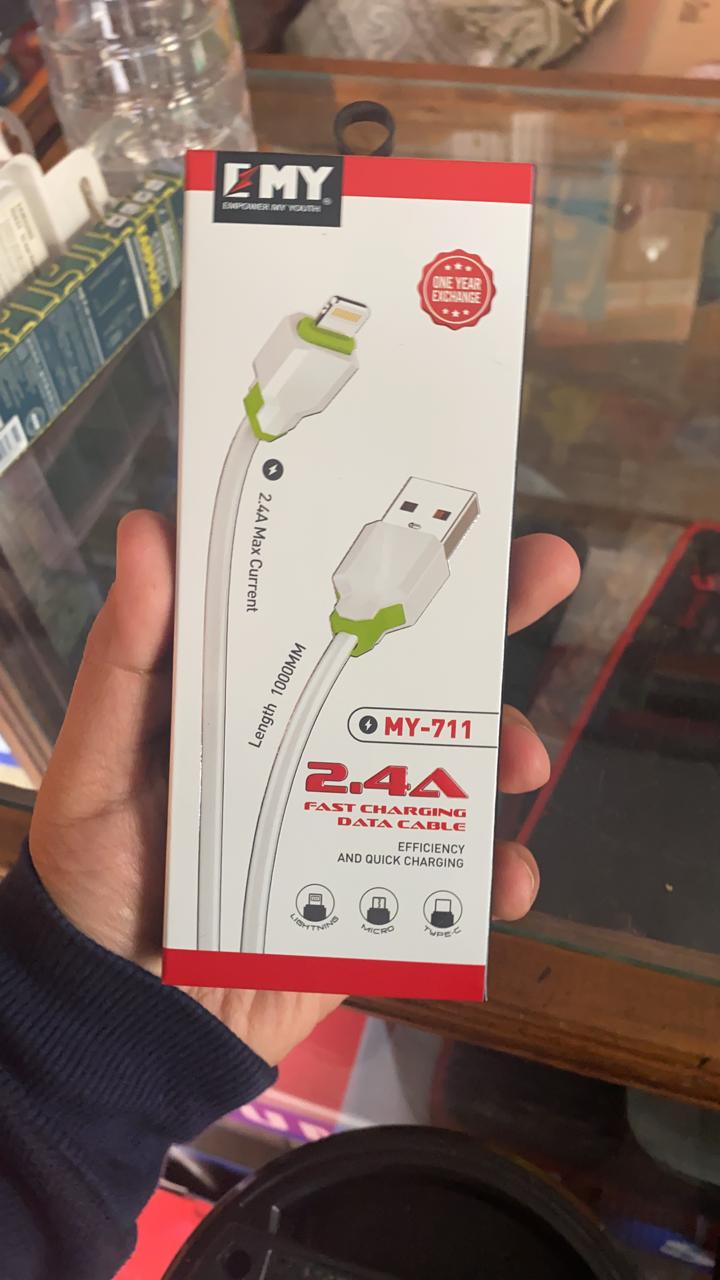 EMY
EMPOWER MY YOUTH
®
ONE YEAR
EXCHANGE
2.4A Max Current
Length 1000MM
MY-711
2.4A
FAST CHARGING
DATA CABLE
EFFICIENCY
AND QUICK CHARGING
LIGHTNING
MICRO
TYPE-C